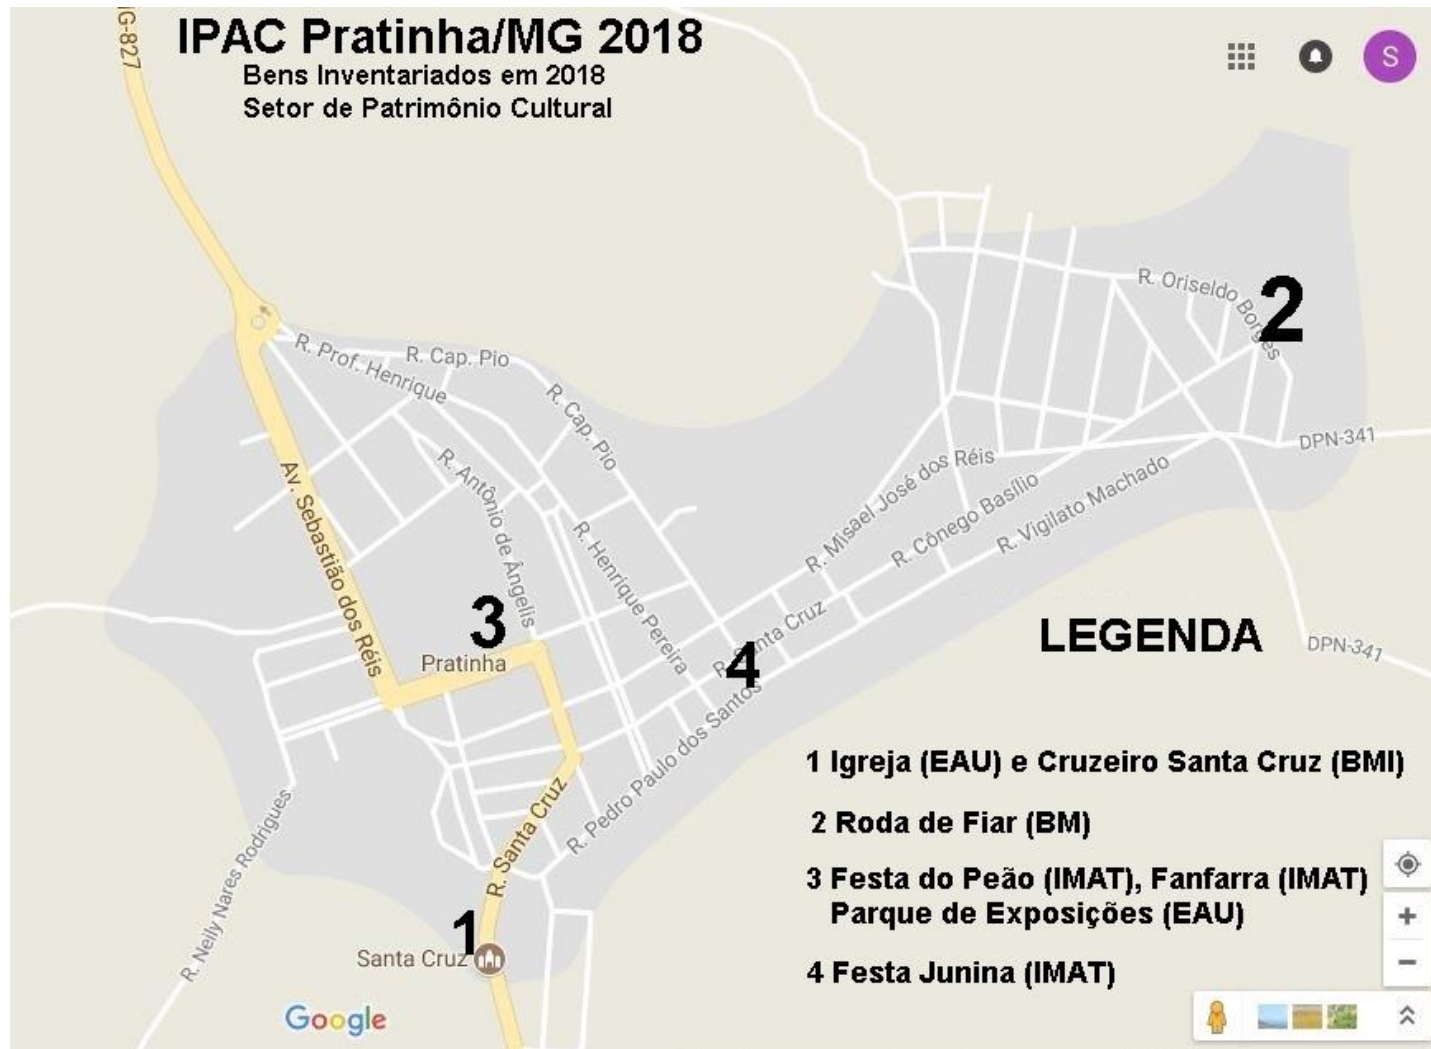 IPAC Pratinha/MG 2018
Bens Inventariados em 2018
Setor de Patrimônio Cultural
MG-827
S
R. Oriseldo Borges
2
R. Prof. Henrique
R. Cap. Pio
R. Cap. Pio
DPN-341
R. Antônio de Ângelis
Av. Sebastião dos Réis
R. Misael José dos Réis
R. Cônego Basílio
R. Vigilato Machado
R. Henrique Pereira
3
Pratinha
R. Santa Cruz
4
LEGENDA
DPN-341
R. Pedro Paulo dos Santos
1 Igreja (EAU) e Cruzeiro Santa Cruz (BMI)
2 Roda de Fiar (BM)
3 Festa do Peão (IMAT), Fanfarra (IMAT)
Parque de Exposições (EAU)
4 Festa Junina (IMAT)
R. Neily Nares Rodrigues
R. Santa Cruz
1
Santa Cruz
Google